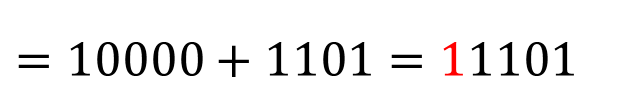 = 10000 + 1101 = 11101